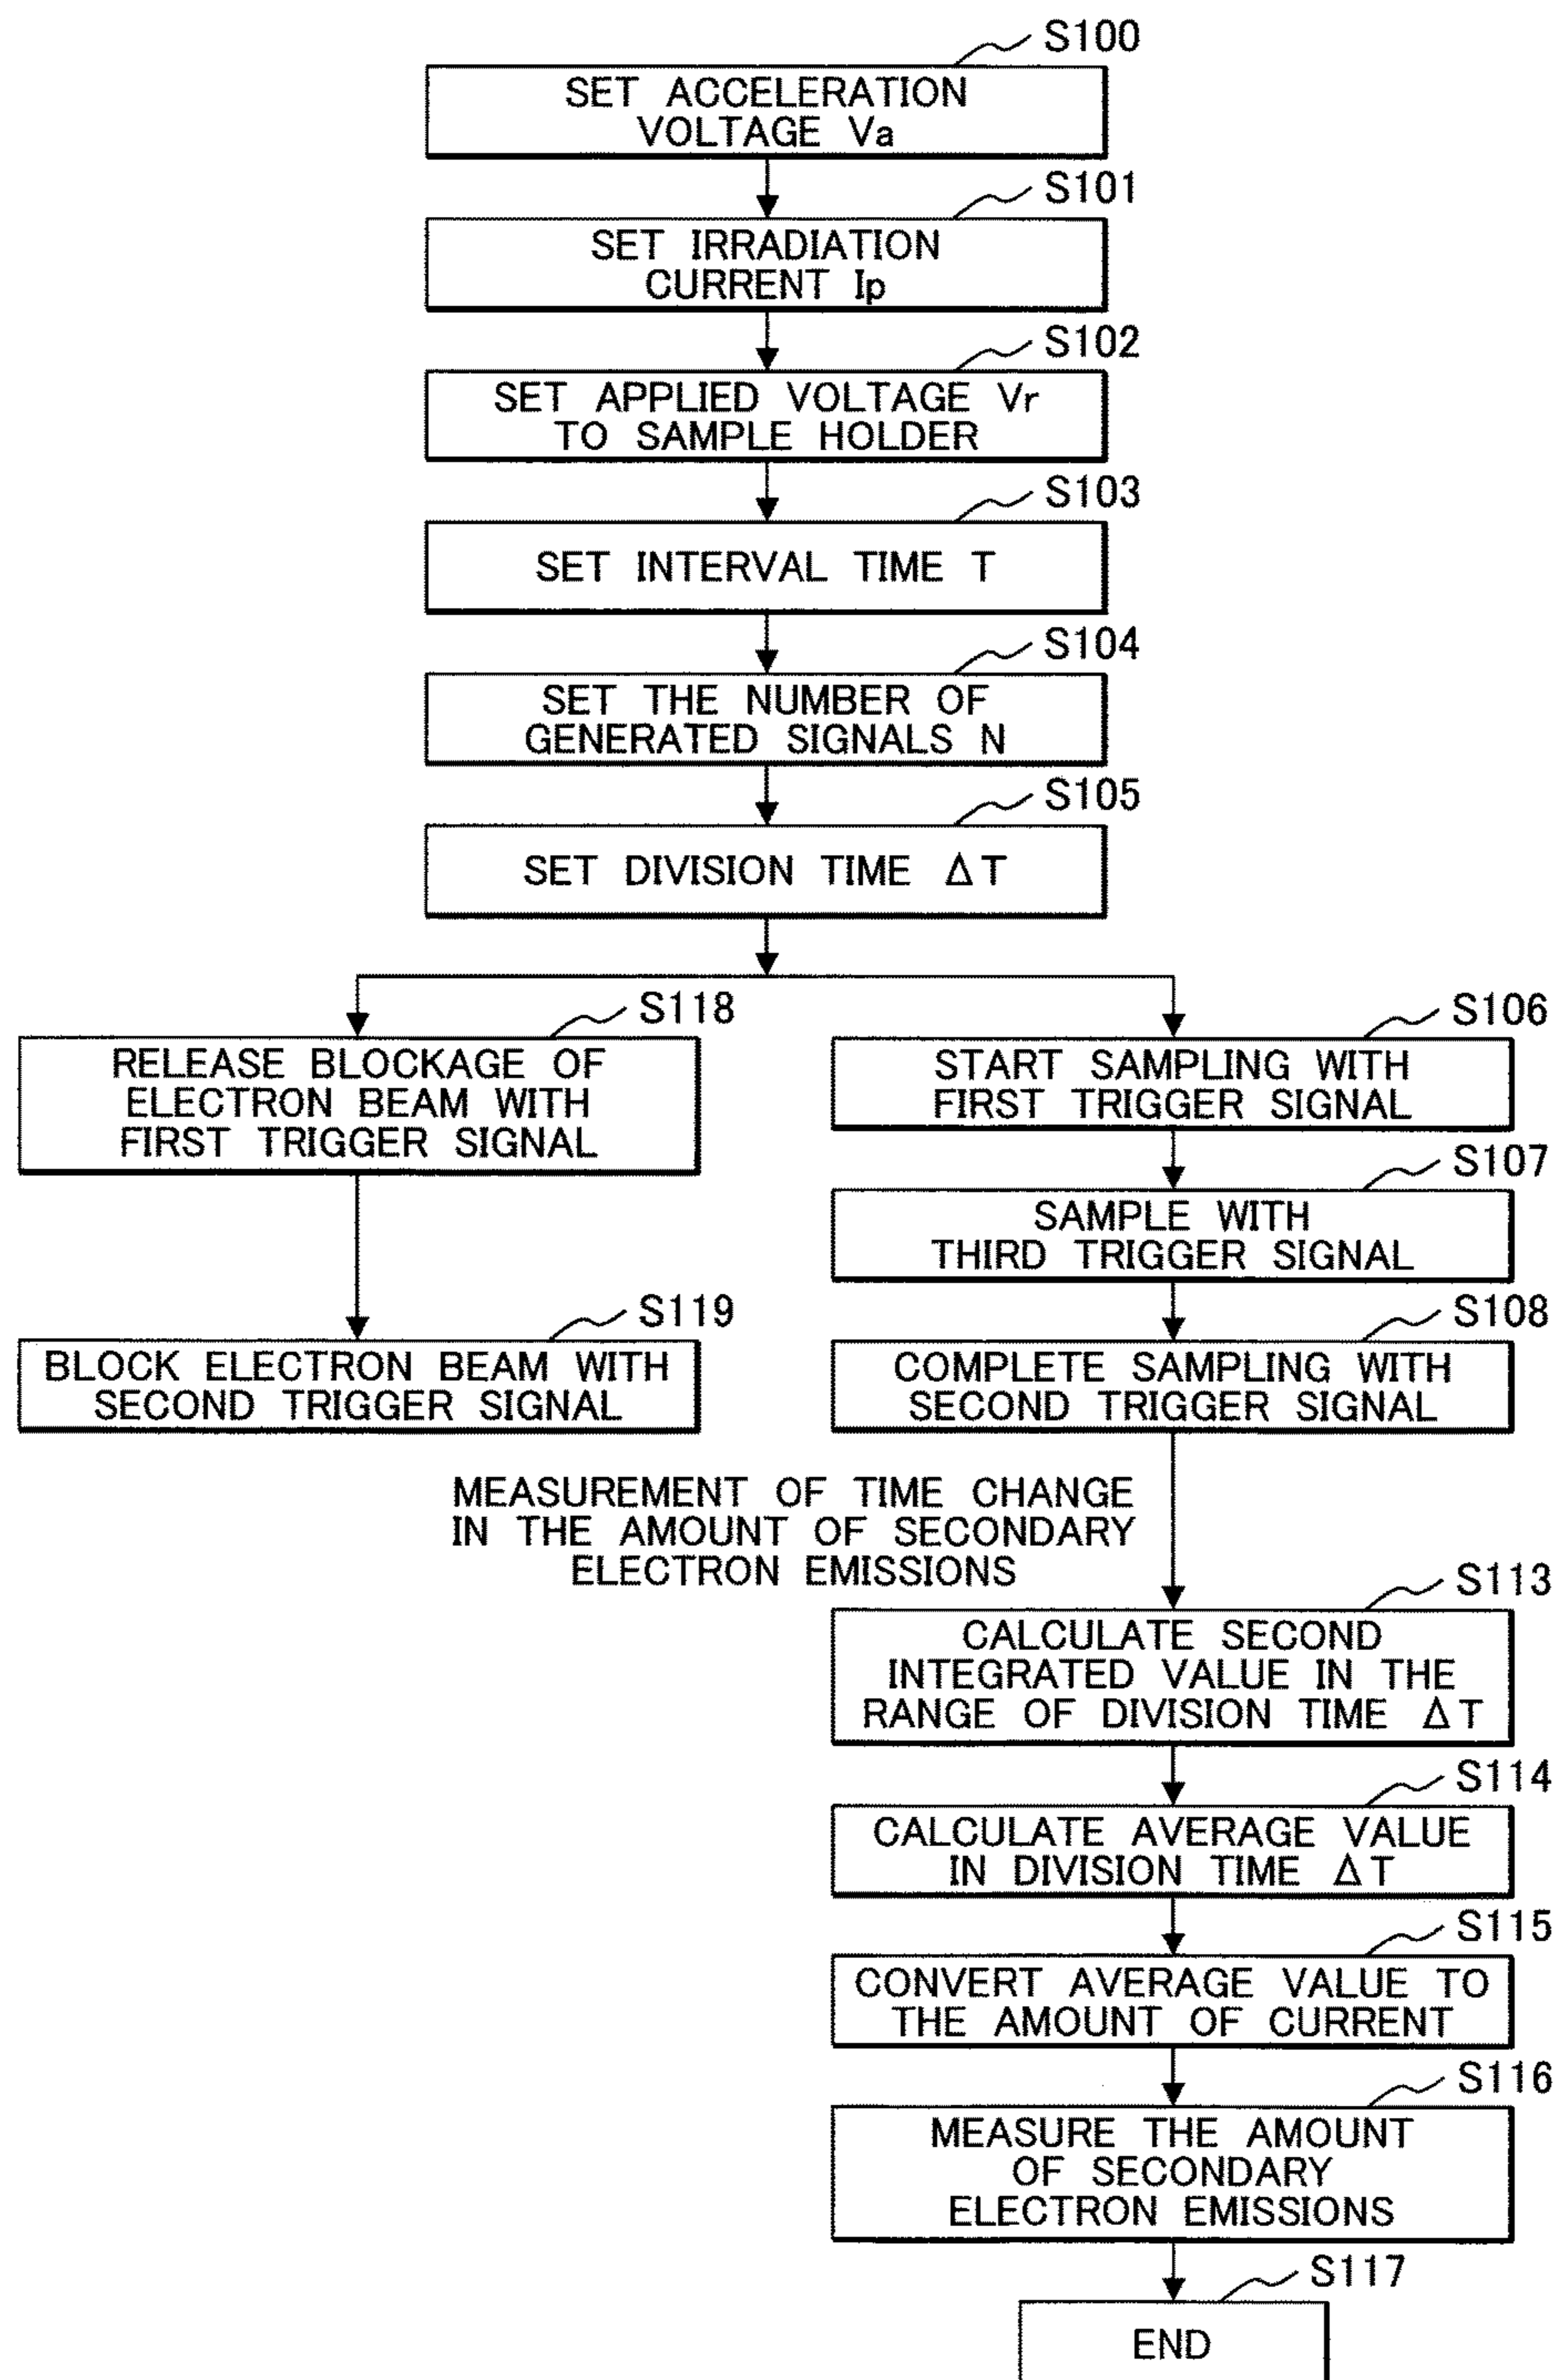 S100
SET ACCELERATION
VOLTAGE Va
S101
SET IRRADIATION
CURRENT Ip
S102
SET APPLIED VOLTAGE Vr
TO SAMPLE HOLDER
S103
SET INTERVAL TIME T
S104
SET THE NUMBER OF
GENERATED SIGNALS N
S105
SET DIVISION TIME ΔT
S118
RELEASE BLOCKAGE OF
ELECTRON BEAM WITH
FIRST TRIGGER SIGNAL
S119
BLOCK ELECTRON BEAM WITH
SECOND TRIGGER SIGNAL
S106
START SAMPLING WITH
FIRST TRIGGER SIGNAL
S107
SAMPLE WITH
THIRD TRIGGER SIGNAL
S108
COMPLETE SAMPLING WITH
SECOND TRIGGER SIGNAL
MEASUREMENT OF TIME CHANGE
IN THE AMOUNT OF SECONDARY
ELECTRON EMISSIONS
S113
CALCULATE SECOND
INTEGRATED VALUE IN THE
RANGE OF DIVISION TIME ΔT
S114
CALCULATE AVERAGE VALUE
IN DIVISION TIME ΔT
S115
CONVERT AVERAGE VALUE TO
THE AMOUNT OF CURRENT
S116
MEASURE THE AMOUNT
OF SECONDARY
ELECTRON EMISSIONS
S117
END